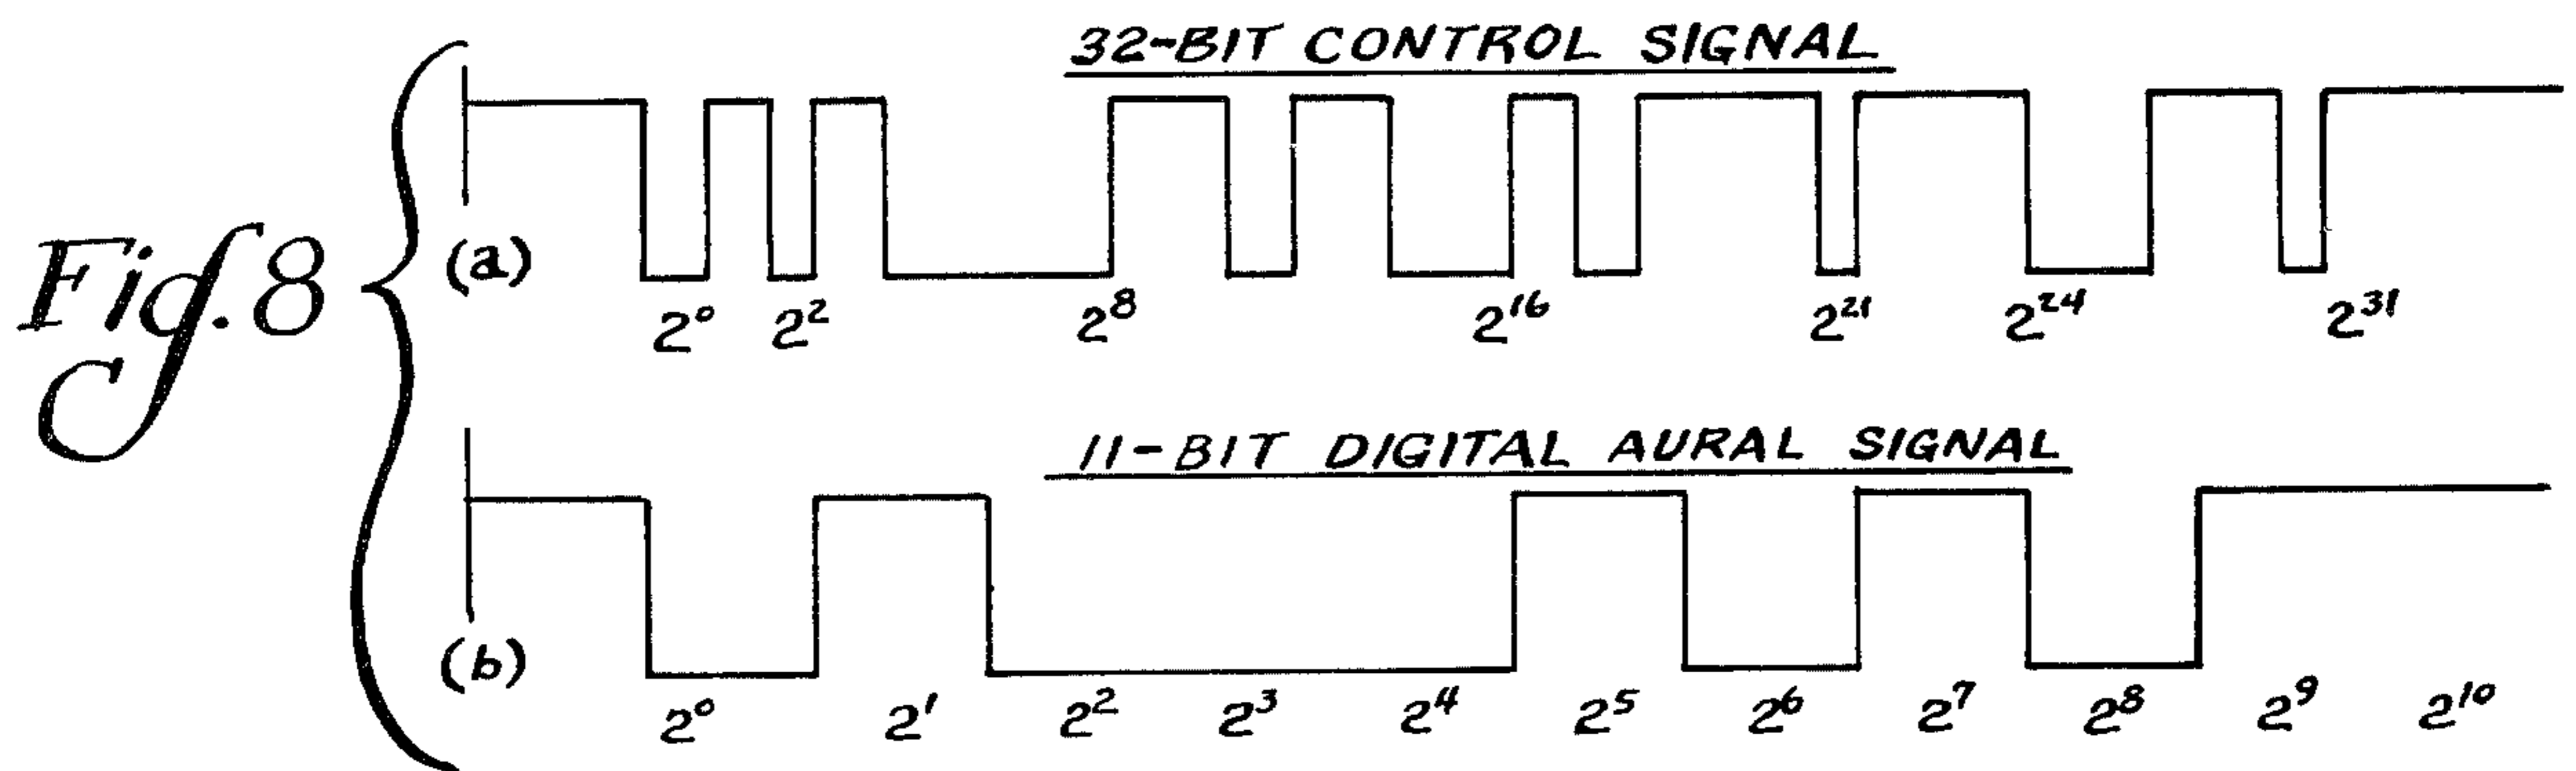 Fig. 8
32-BIT CONTROL SIGNAL
(a)
2⁰ 2² 2⁸ 2¹⁶ 2²¹ 2²⁴ 2³¹
11-BIT DIGITAL AURAL SIGNAL
(b)
2⁰ 2¹ 2² 2³ 2⁴ 2⁵ 2⁶ 2⁷ 2⁸ 2⁹ 2¹⁰